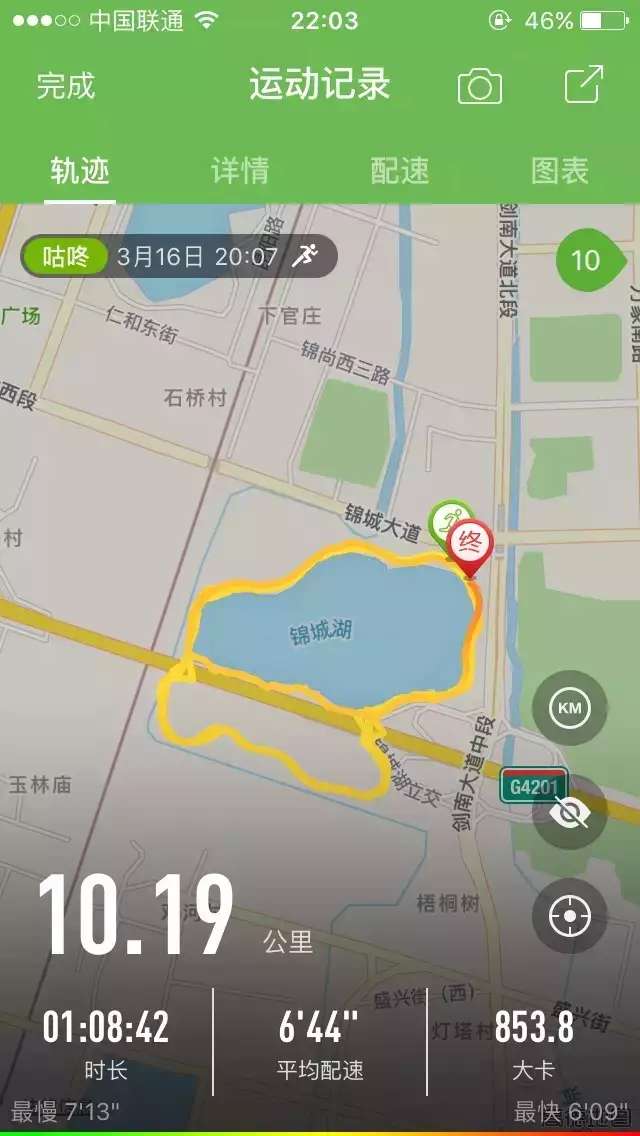 中国联通 22:03 46%
完成 运动记录
轨迹 详情 配速 图表
咕咚 3月16日 20:07
10
广场
仁和东街
下官庄
剑南大道北段
锦尚西三路
石桥村
西段
锦城大道
村
终
锦城湖
KM
剑南大道中段
玉林庙
立交
G4201
梧桐树
10.19 公里
盛兴街（西）
盛兴街
灯塔村
01:08:42 6'44" 853.8
时长 平均配速 大卡
最慢 7'13" 最快 6'09"